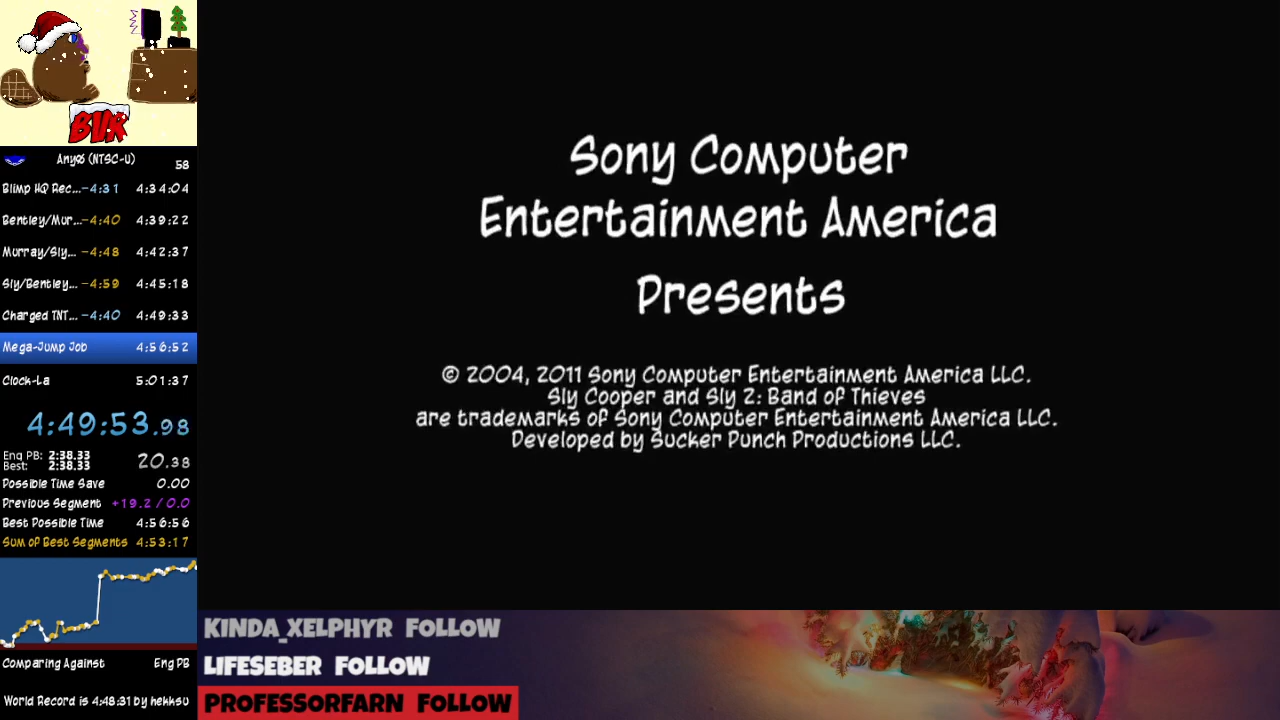 BVR
Any% (NTSC-U) 58
Blimp HQ Rec... -4:31 4:34:04
Bentley/Mur... -4:40 4:39:22
Murray/Sly... -4:48 4:42:37
Sly/Bentley... -4:59 4:45:18
Charged TNT... -4:40 4:49:33
Mega-Jump Job 4:56:52
Clock-La 5:01:37
4:49:53.98
Eng PB: 2:38.33
Best: 2:38.33
20.38
Possible Time Save 0.00
Previous Segment +19.2 / 0.0
Best Possible Time 4:56:56
Sum of Best Segments 4:53:17
Comparing Against Eng PB
World Record is 4:48:31 by hekksu
Sony Computer
Entertainment America
Presents
© 2004, 2011 Sony Computer Entertainment America LLC.
Sly Cooper and Sly 2: Band of Thieves
are trademarks of Sony Computer Entertainment America LLC.
Developed by Sucker Punch Productions LLC.
KINDA_XELPHYR FOLLOW
LIFESEBER FOLLOW
PROFESSORFARN FOLLOW